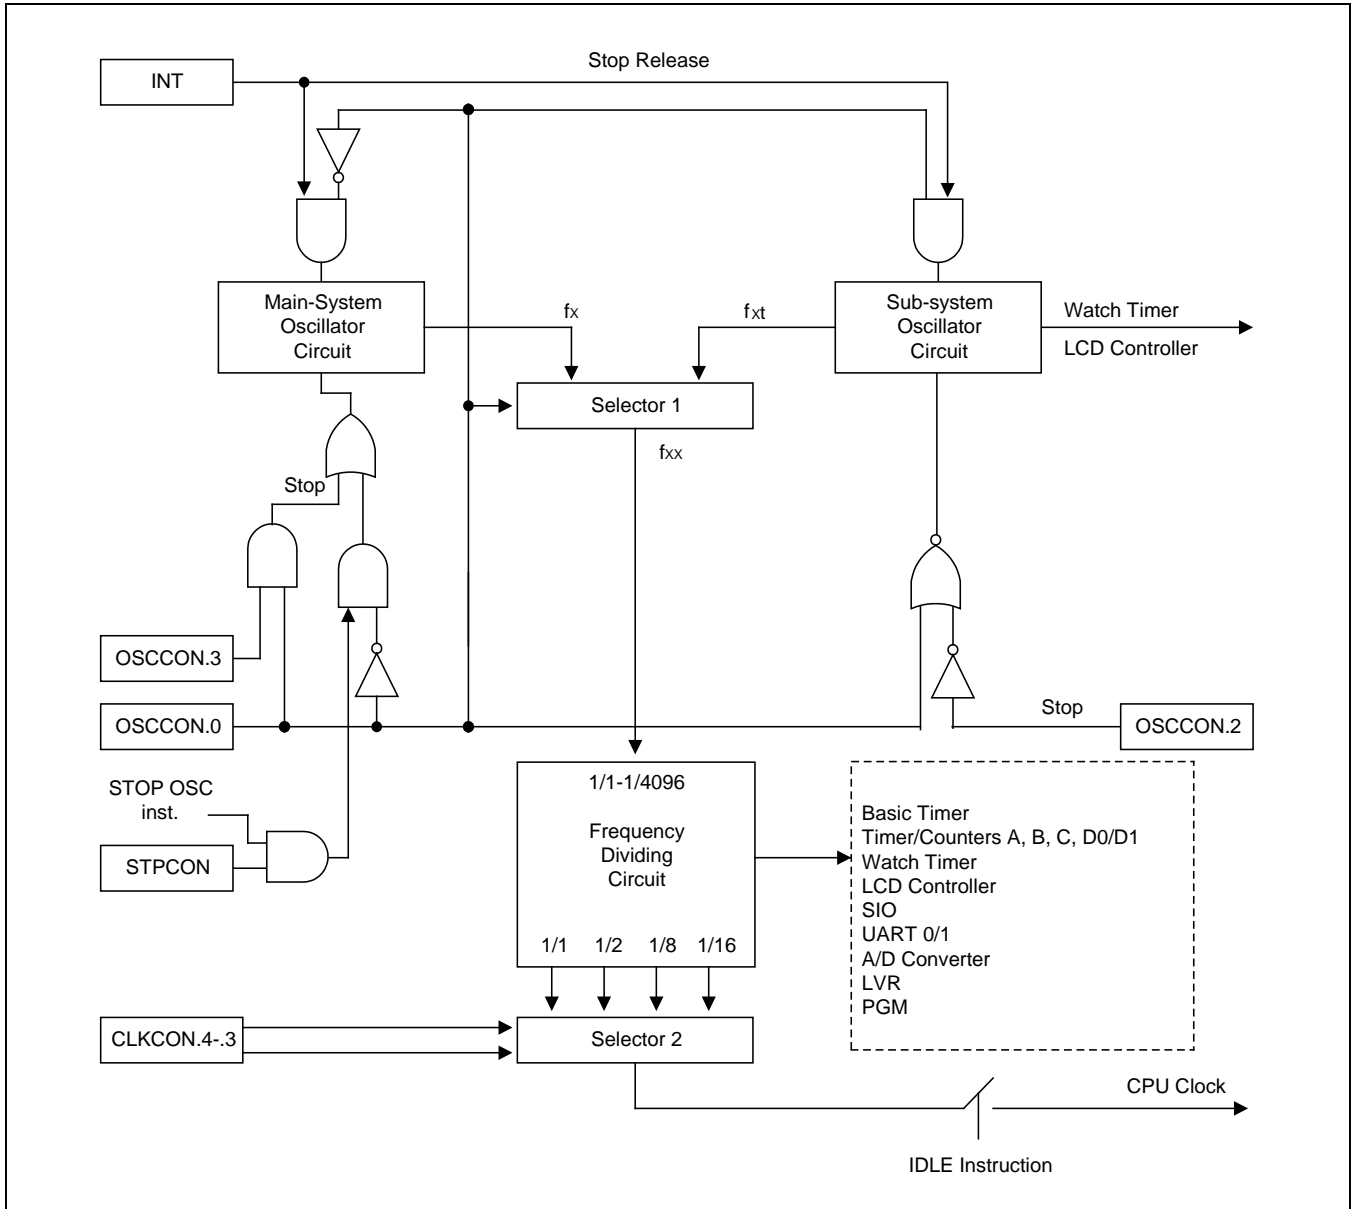 Stop Release
INT
Main-System
Oscillator
Circuit
fx
fxt
Sub-system
Oscillator
Circuit
Watch Timer
LCD Controller
Selector 1
fxx
Stop
OSCCON.3
OSCCON.0
Stop
OSCCON.2
STOP OSC
inst.
STPCON
1/1-1/4096
Frequency
Dividing
Circuit
1/1 1/2 1/8 1/16
Basic Timer
Timer/Counters A, B, C, D0/D1
Watch Timer
LCD Controller
SIO
UART 0/1
A/D Converter
LVR
PGM
CLKCON.4-.3
Selector 2
CPU Clock
IDLE Instruction